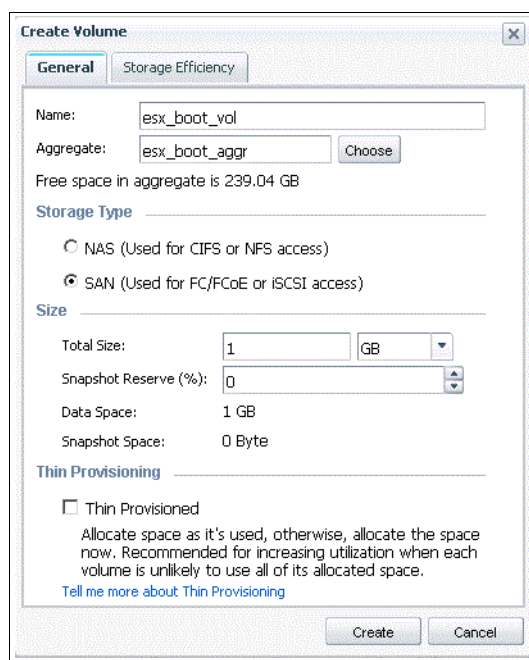 Create Volume
General
Storage Efficiency
Name:
esx_boot_vol
Aggregate:
esx_boot_aggr
Choose
Free space in aggregate is 239.04 GB
Storage Type
NAS (Used for CIFS or NFS access)
SAN (Used for FC/FCoE or iSCSI access)
Size
Total Size:
1
GB
Snapshot Reserve (%):
0
Data Space:
1 GB
Snapshot Space:
0 Byte
Thin Provisioning
Thin Provisioned
Allocate space as it's used, otherwise, allocate the space
now. Recommended for increasing utilization when each
volume is unlikely to use all of its allocated space.
Tell me more about Thin Provisioning
Create
Cancel